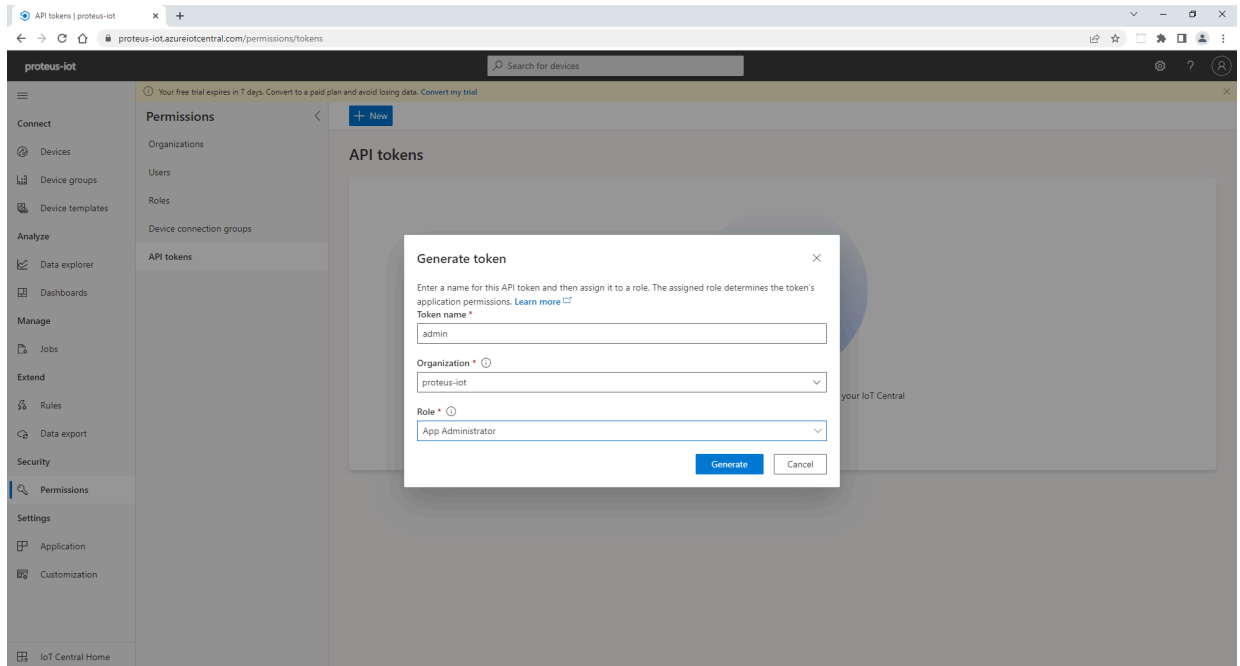 API tokens | proteus-iot
proteus-iot.azureiotcentral.com/permissions/tokens
proteus-iot
Search for devices
Your free trial expires in 7 days. Convert to a paid plan and avoid losing data. Convert my trial
Connect
Devices
Device groups
Device templates
Analyze
Data explorer
Dashboards
Manage
Jobs
Extend
Rules
Data export
Security
Permissions
Settings
Application
Customization
IoT Central Home
Permissions
Organizations
Users
Roles
Device connection groups
API tokens
New
API tokens
your IoT Central
Generate token
Enter a name for this API token and then assign it to a role. The assigned role determines the token's
application permissions. Learn more
Token name *
admin
Organization *
proteus-iot
Role *
App Administrator
Generate
Cancel